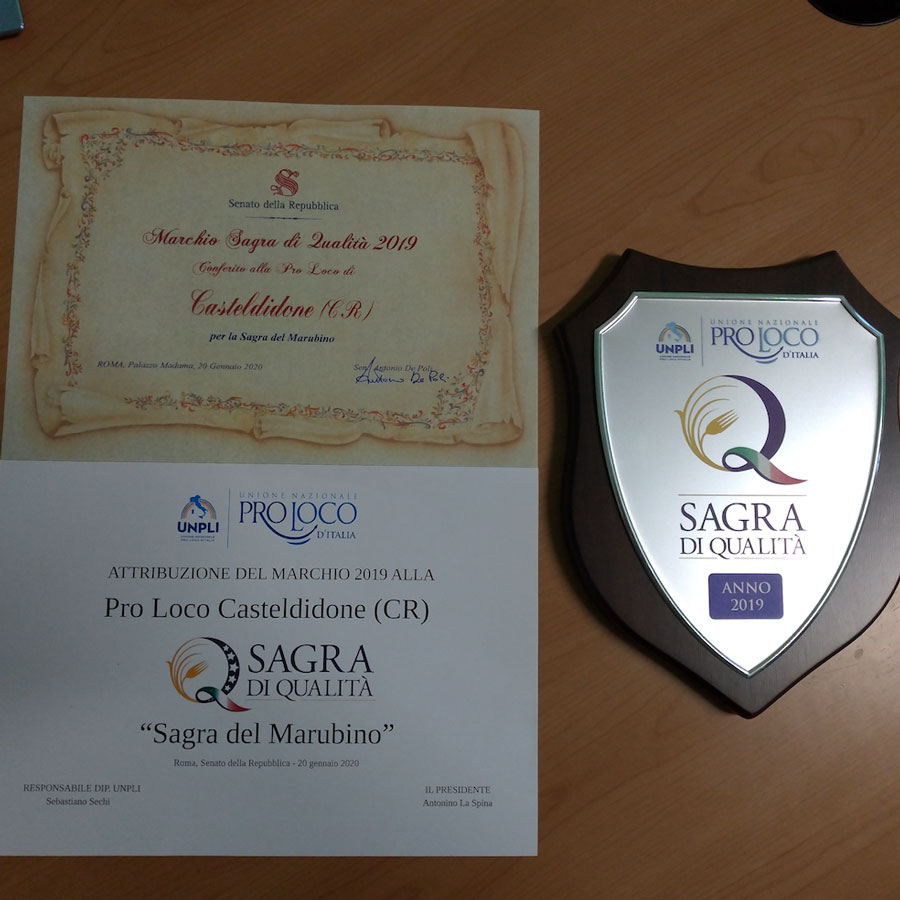 Senato della Repubblica
Marchio Sagra di Qualità 2019
Conferito alla Pro Loco di
Casteldidone (CR)
per la Sagra del Marubino
ROMA, Palazzo Madama, 20 Gennaio 2020
Sen. Antonio De Poli
Antonio De Poli
UNPLI
UNIONE NAZIONALE
PRO LOCO
D'ITALIA
ATTRIBUZIONE DEL MARCHIO 2019 ALLA
Pro Loco Casteldidone (CR)
SAGRA
DI QUALITÀ
“Sagra del Marubino”
Roma, Senato della Repubblica - 20 gennaio 2020
RESPONSABILE DIP. UNPLI
Sebastiano Sechi
IL PRESIDENTE
Antonino La Spina
UNPLI
UNIONE NAZIONALE
PRO LOCO
D'ITALIA
SAGRA
DI QUALITÀ
ANNO
2019